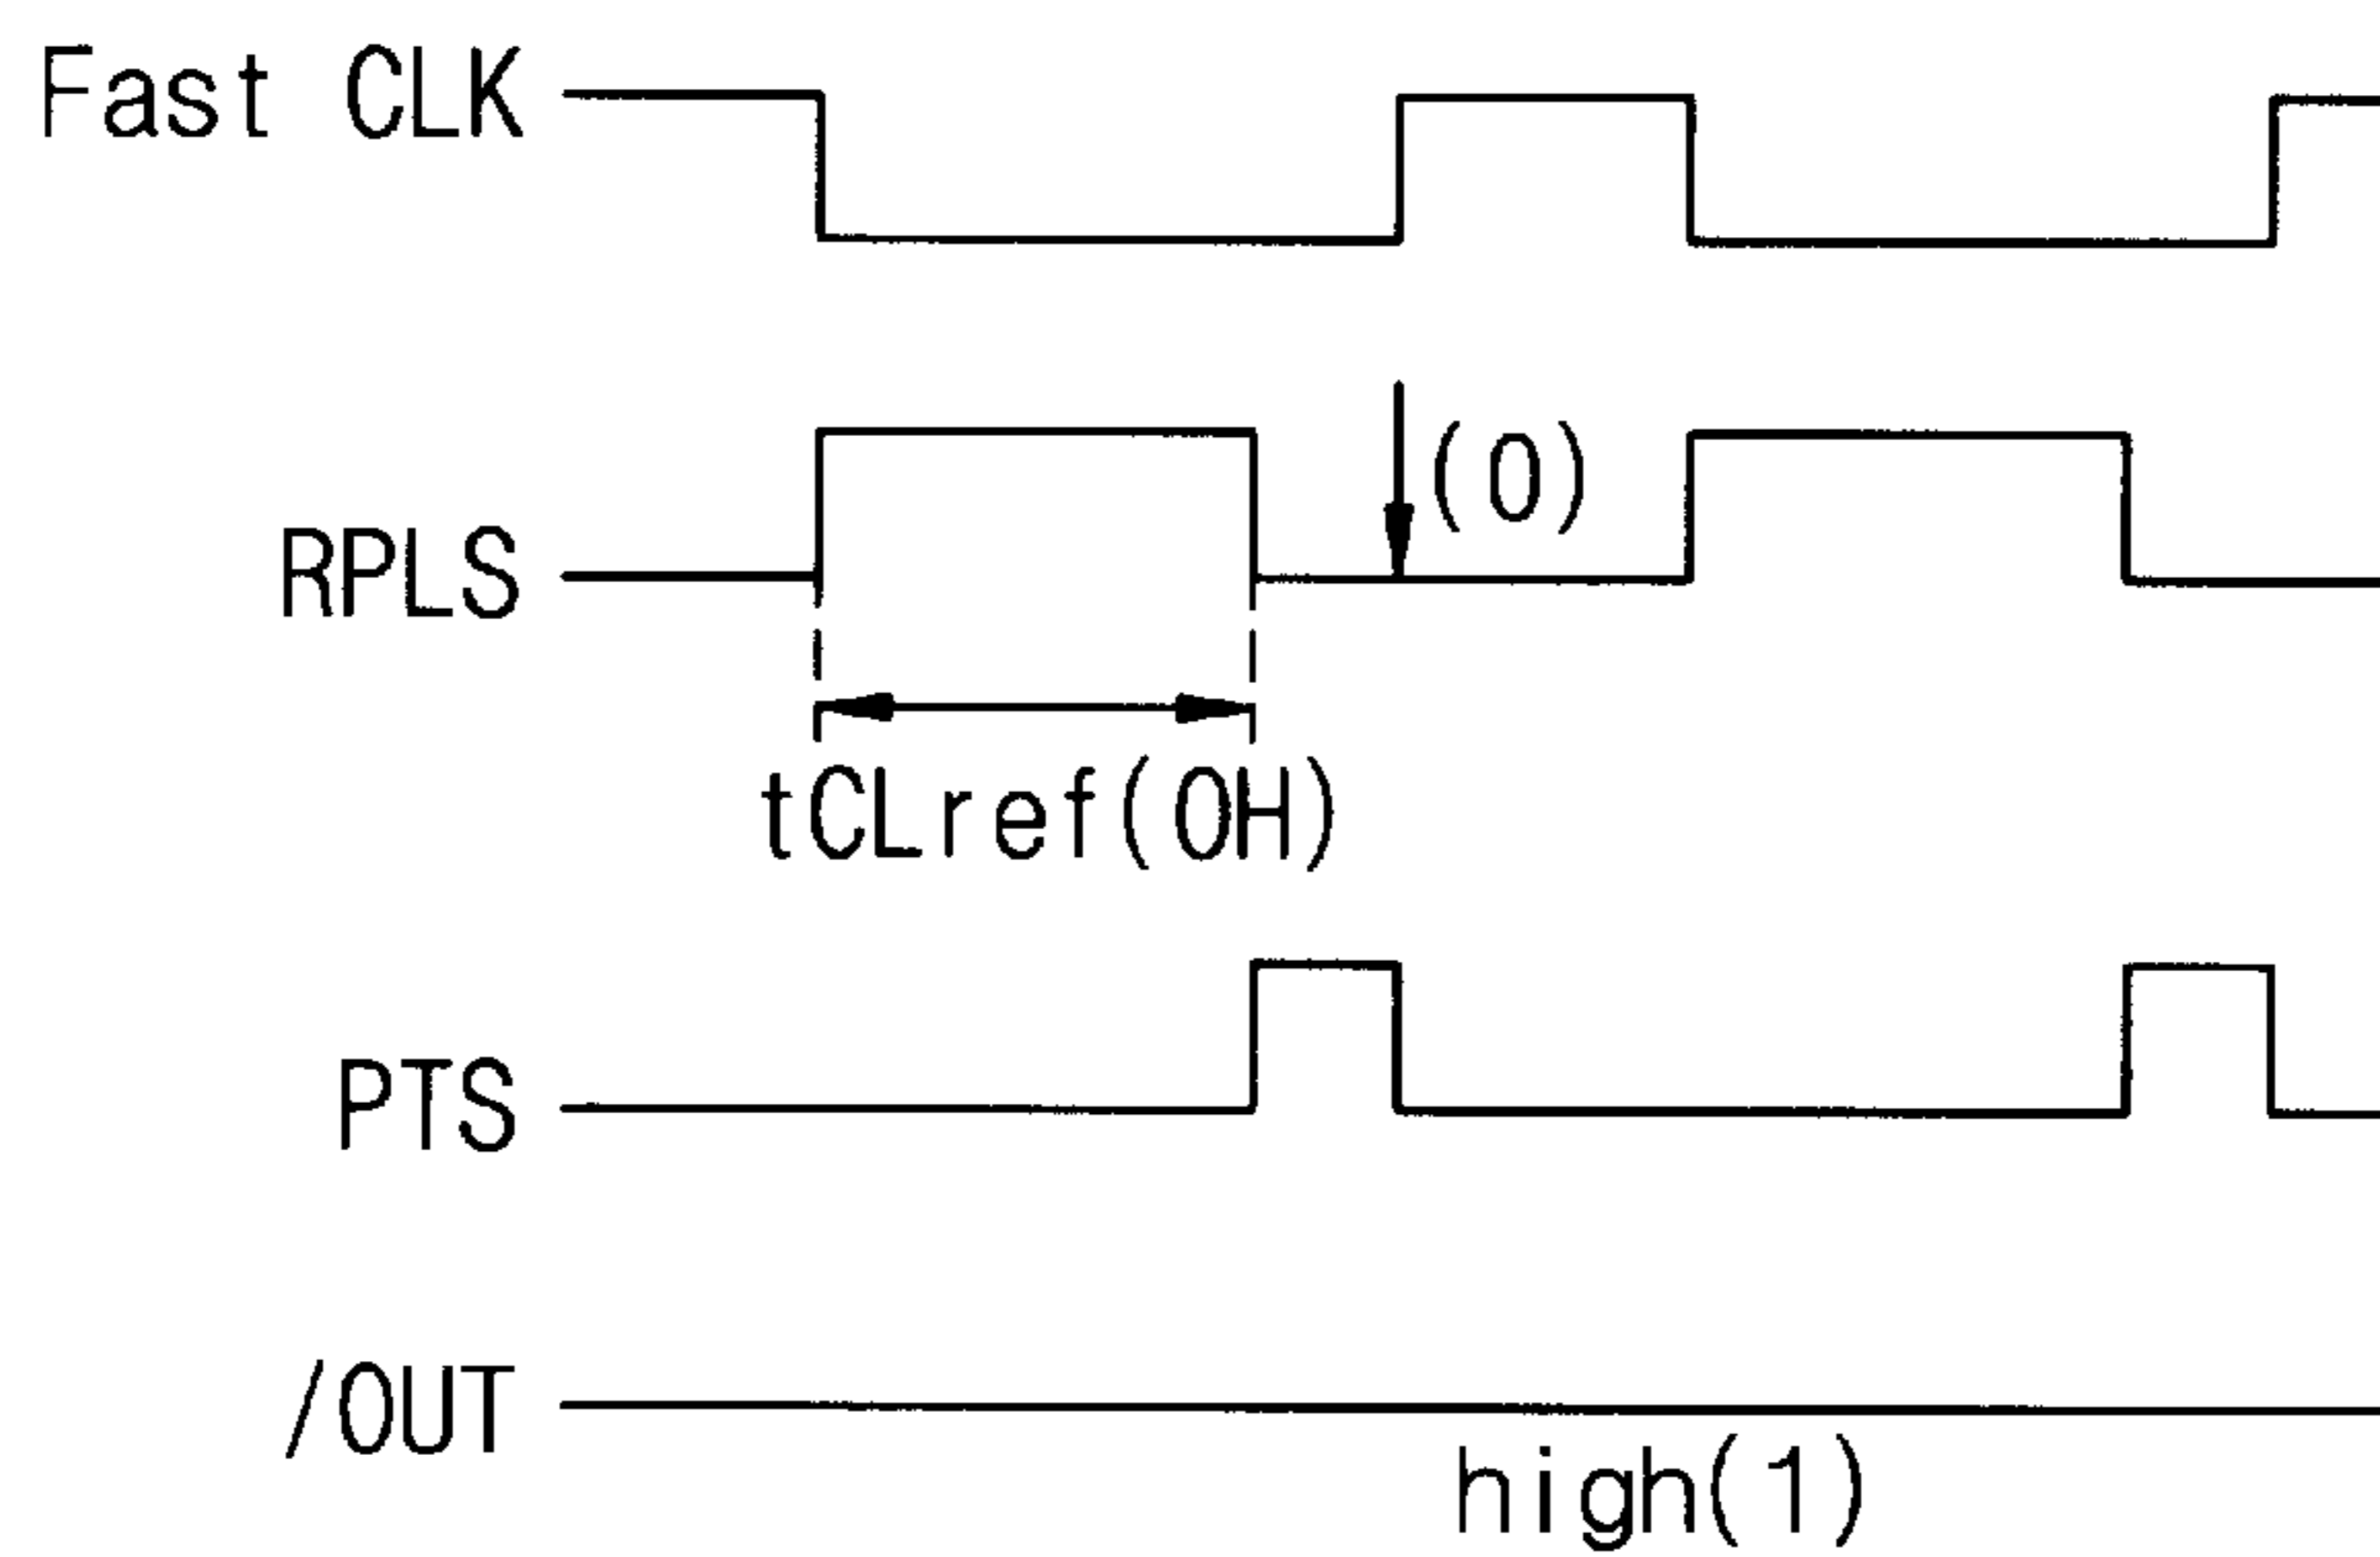 Fast CLK
(0)
RPLS
tCLref(0H)
PTS
/OUT
high(1)